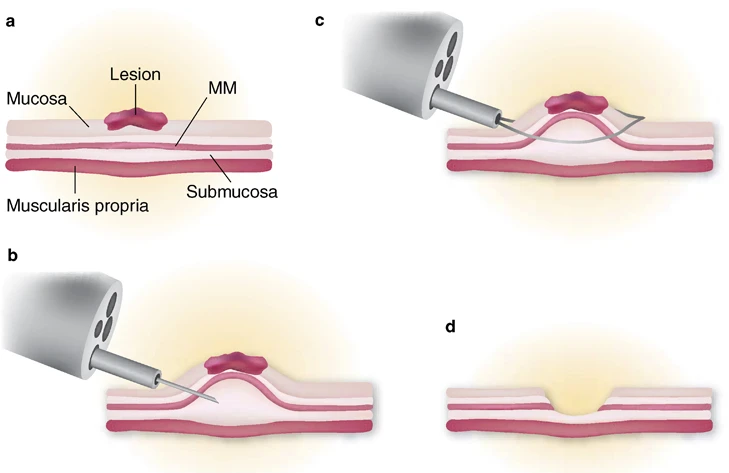 a
Lesion
MM
Mucosa
Submucosa
Muscularis propria
b
c
d